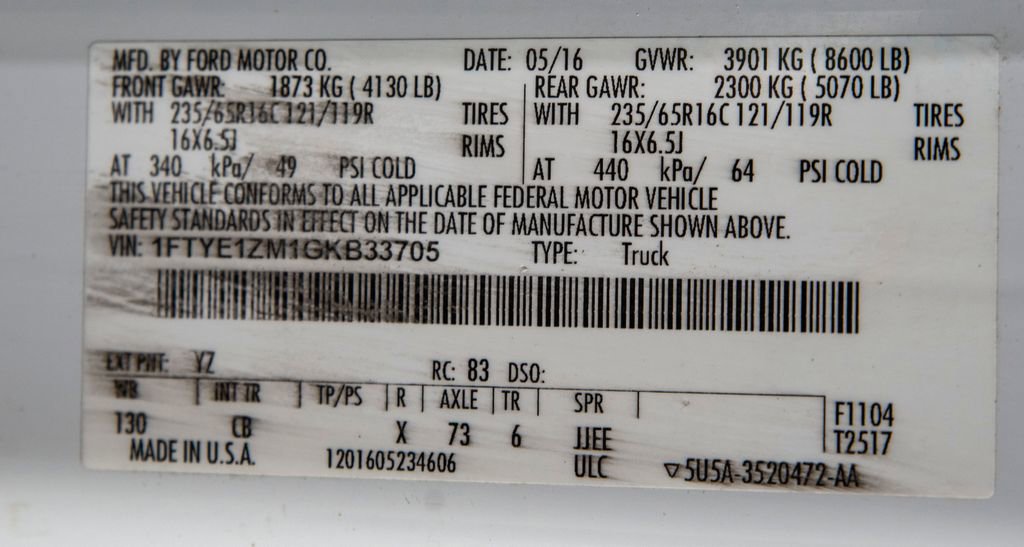 MFD. BY FORD MOTOR CO. DATE: 05/16 GVWR: 3901 KG ( 8600 LB)
FRONT GAWR: 1873 KG ( 4130 LB) REAR GAWR: 2300 KG ( 5070 LB)
WITH 235/65R16C 121/119R TIRES WITH 235/65R16C 121/119R TIRES
16X6.5J RIMS 16X6.5J RIMS
AT 340 kPa/ 49 PSI COLD AT 440 kPa/ 64 PSI COLD
THIS VEHICLE CONFORMS TO ALL APPLICABLE FEDERAL MOTOR VEHICLE
SAFETY STANDARDS IN EFFECT ON THE DATE OF MANUFACTURE SHOWN ABOVE.
VIN: 1FTYE1ZM1GKB33705 TYPE: Truck
EXT PNT: YZ RC: 83 DSO:
WB INT TR TP/PS R AXLE TR SPR F1104
130 CB X 73 6 JJEE T2517
MADE IN U.S.A. 1201605234606 ULC ▽5U5A-3520472-AA